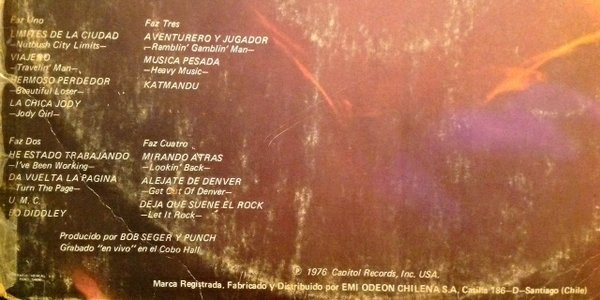 Faz Uno
LIMITES DE LA CIUDAD
—Nutbush City Limits—
VIAJERO
—Travelin' Man—
HERMOSO PERDEDOR
—Beautiful Loser—
LA CHICA JODY
—Jody Girl—
Faz Dos
HE ESTADO TRABAJANDO
—I've Been Working—
DA VUELTA LA PAGINA
—Turn The Page—
U. M. C.
BO DIDDLEY
Faz Tres
AVENTURERO Y JUGADOR
—Ramblin' Gamblin' Man—
MUSICA PESADA
—Heavy Music—
KATMANDU
Faz Cuatro
MIRANDO ATRAS
—Lookin' Back—
ALEJATE DE DENVER
—Get Out Of Denver—
DEJA QUE SUENE EL ROCK
—Let It Rock—
Producido por BOB SEGER Y PUNCH
Grabado "en vivo" en el Cobo Hall
℗ 1976 Capitol Records, Inc. USA.
Marca Registrada. Fabricado y Distribuido por EMI ODEON CHILENA S.A. Casilla 186-D-Santiago (Chile)